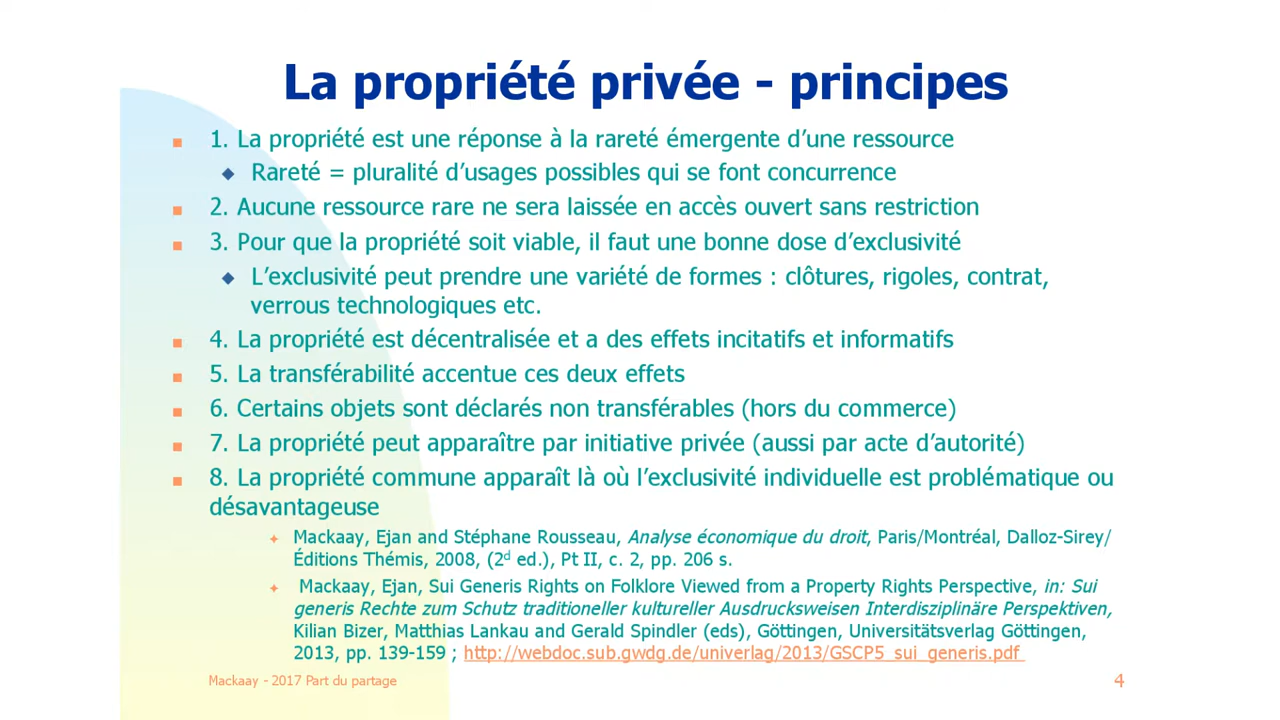 La propriété privée - principes
1. La propriété est une réponse à la rareté émergente d’une ressource
Rareté = pluralité d’usages possibles qui se font concurrence
2. Aucune ressource rare ne sera laissée en accès ouvert sans restriction
3. Pour que la propriété soit viable, il faut une bonne dose d’exclusivité
L’exclusivité peut prendre une variété de formes : clôtures, rigoles, contrat,
verrous technologiques etc.
4. La propriété est décentralisée et a des effets incitatifs et informatifs
5. La transférabilité accentue ces deux effets
6. Certains objets sont déclarés non transférables (hors du commerce)
7. La propriété peut apparaître par initiative privée (aussi par acte d’autorité)
8. La propriété commune apparaît là où l’exclusivité individuelle est problématique ou
désavantageuse
Mackaay, Ejan and Stéphane Rousseau, Analyse économique du droit, Paris/Montréal, Dalloz-Sirey/
Éditions Thémis, 2008, (2d ed.), Pt II, c. 2, pp. 206 s.
Mackaay, Ejan, Sui Generis Rights on Folklore Viewed from a Property Rights Perspective, in: Sui
generis Rechte zum Schutz traditioneller kultureller Ausdrucksweisen Interdisziplinäre Perspektiven,
Kilian Bizer, Matthias Lankau and Gerald Spindler (eds), Göttingen, Universitätsverlag Göttingen,
2013, pp. 139-159 ; http://webdoc.sub.gwdg.de/univerlag/2013/GSCP5_sui_generis.pdf
Mackaay - 2017 Part du partage
4